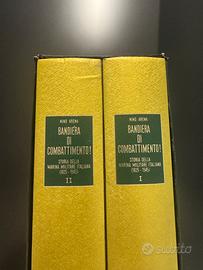 NINO ARENA
BANDIERA
DI
COMBATTIMENTO!
STORIA DELLA
MARINA MILITARE ITALIANA
(1925-1945)
II
NINO ARENA
BANDIERA
DI
COMBATTIMENTO!
STORIA DELLA
MARINA MILITARE ITALIANA
(1925-1945)
I
subito